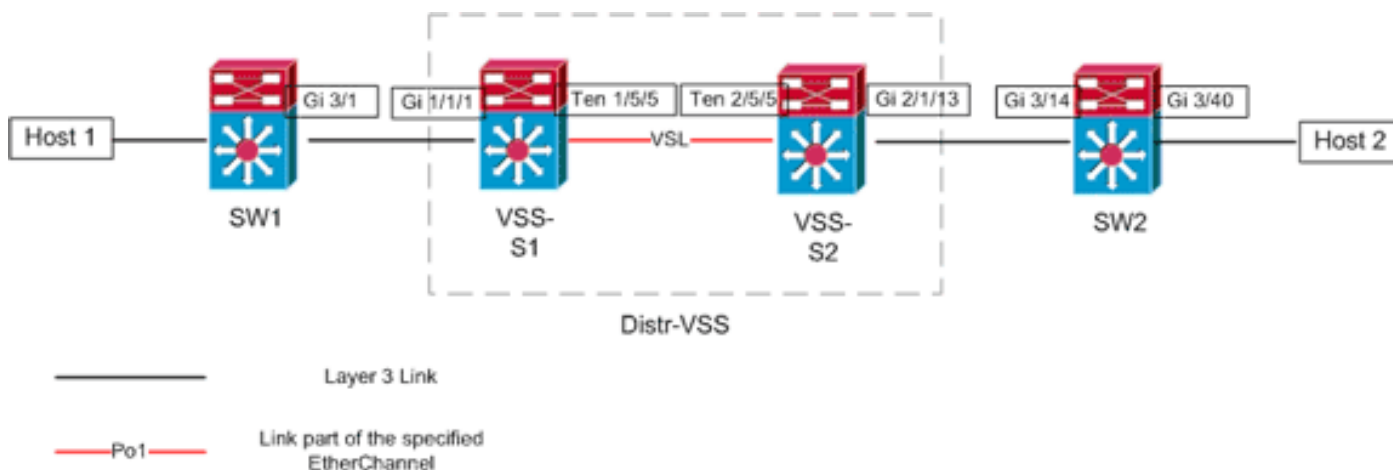 Gi 3/1
Gi 1/1/1
Ten 1/5/5
Ten 2/5/5
Gi 2/1/13
Gi 3/14
Gi 3/40
Host 1
VSL
Host 2
SW1
VSS-
S1
VSS-
S2
SW2
Distr-VSS
Layer 3 Link
Po1
Link part of the specified
EtherChannel